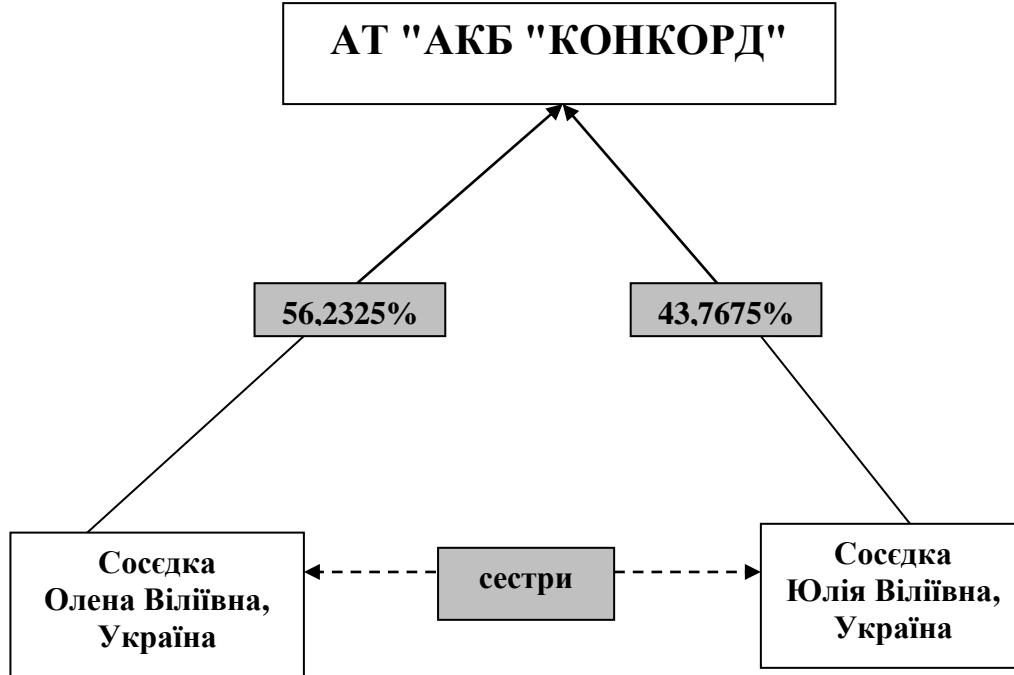 АТ "АКБ "КОНКОРД"
56,2325%
43,7675%
Сосєдка
Олена Віліївна,
Україна
сестри
Сосєдка
Юлія Віліївна,
Україна